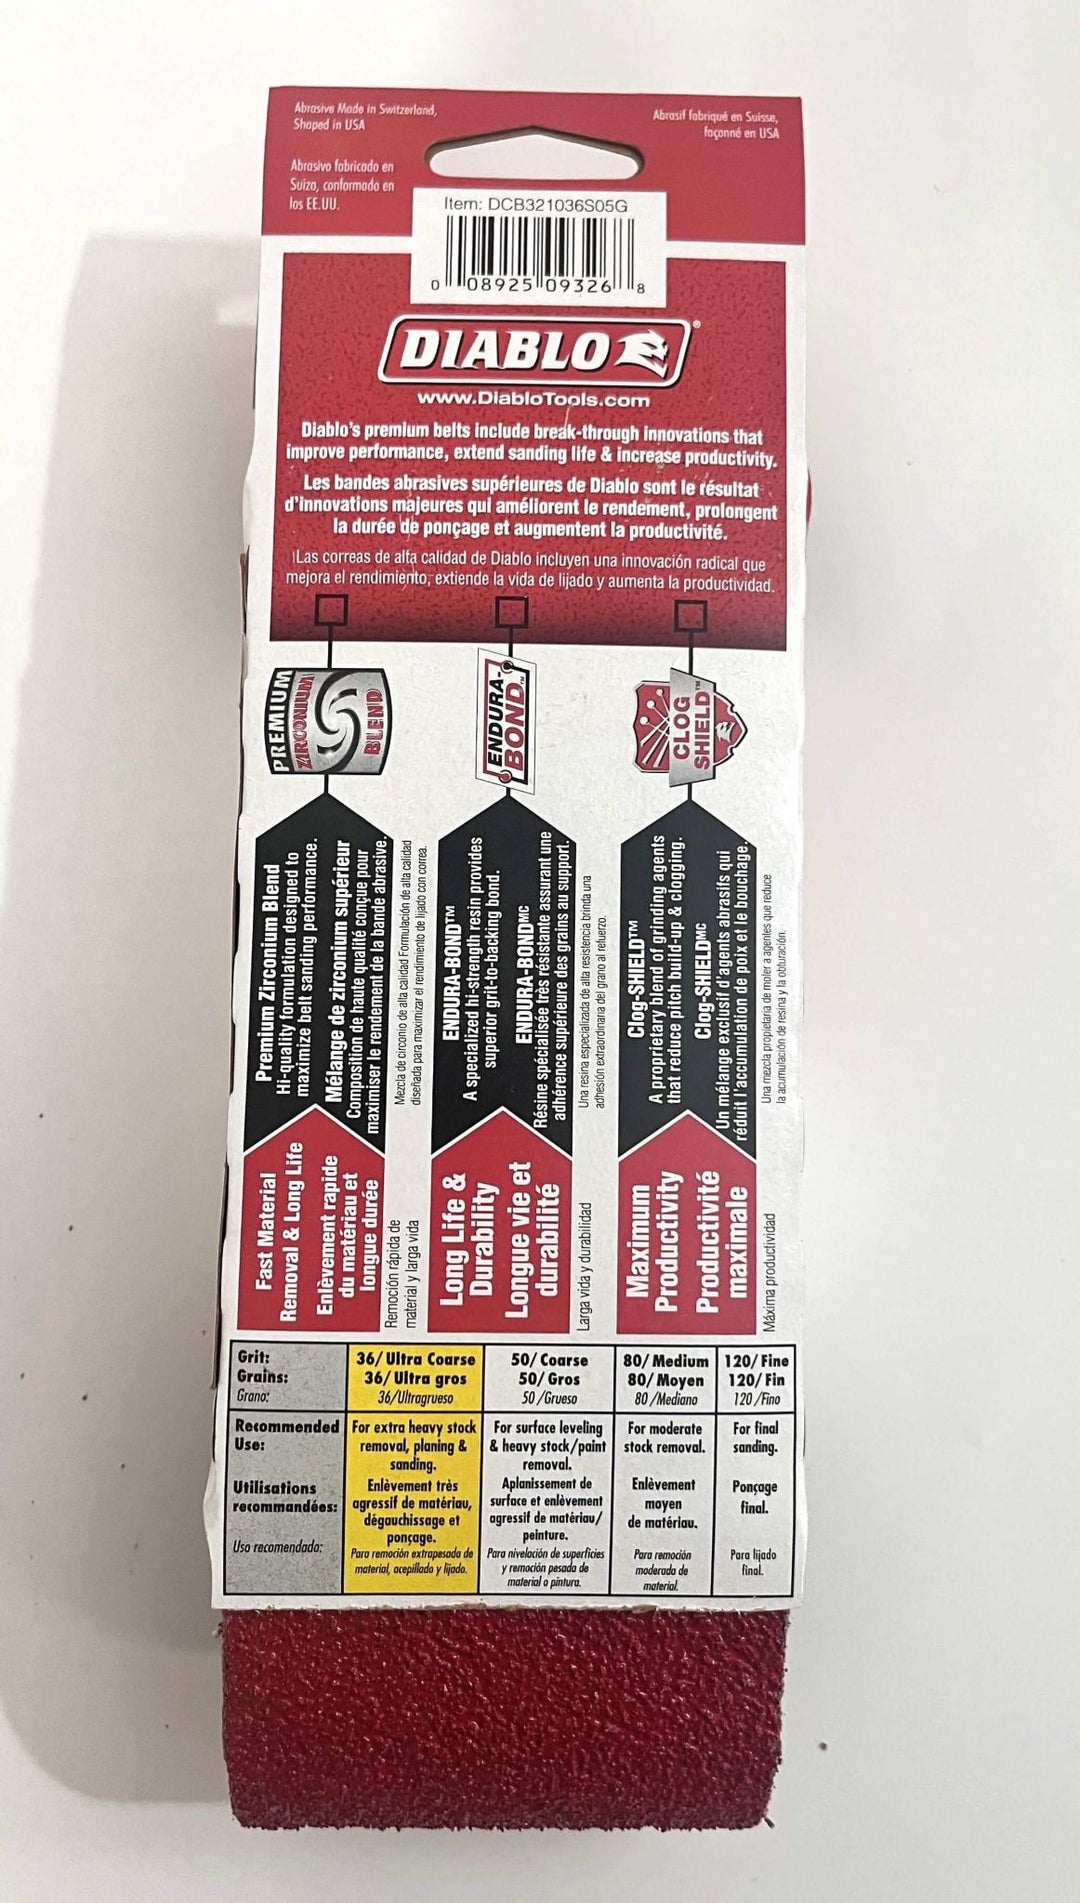 Abrasive Made in Switzerland,
Shaped in USA
Abrasivo fabricado en
Suiza, conformado en
los EE.UU.
Abrasif fabriqué en Suisse,
façonné en USA
Item: DCB321036S05G
0 08925 09326 8
DIABLO®
www.DiabloTools.com
Diablo's premium belts include break-through innovations that
improve performance, extend sanding life & increase productivity.
Les bandes abrasives supérieures de Diablo sont le résultat
d'innovations majeures qui améliorent le rendement, prolongent
la durée de ponçage et augmentent la productivité.
Las correas de alfa calidad de Diablo incluyen una innovación radical que
mejora el rendimiento, extiende la vida de lijado y aumenta la productividad.
PREMIUM
ZIRCONIUM
BLEND
Premium Zirconium Blend
Hi-quality formulation designed to
maximize belt sanding performance.
Mélange de zirconium supérieur
Composition de haute qualité conçue pour
maximiser le rendement de la bande abrasive.
Mezcla de circonio de alta calidad Formulación de alta calidad
diseñada para maximizar el rendimiento de lijado con correa.
Fast Material
Removal & Long Life
Enlèvement rapide
du matériau et
longue durée
Remoción rápida de
material y larga vida
ENDURA-
BOND™
ENDURA-BOND™
A specialized hi-strength resin provides
superior grit-to-backing bond.
ENDURA-BONDMC
Résine spécialisée très résistante assurant une
adhérence supérieure des grains au support.
Una resina especializada de alta resistencia brinda una
adhesión extraordinaria del grano al refuerzo.
Long Life &
Durability
Longue vie et
durabilité
Larga vida y durabilidad
CLOG
SHIELD™
Clog-SHIELD™
A proprietary blend of grinding agents
that reduce pitch build-up & clogging.
Clog-SHIELDMC
Un mélange exclusif d'agents abrasifs qui
réduit l'accumulation de poix et le bouchage.
Una mezcla propietaria de moler a agentes que reduce
la acumulación de resina y la obturación.
Maximum
Productivity
Productivité
maximale
Máxima productividad
Grit:
Grains:
Grano:
36/Ultra Coarse
36/Ultra gros
36/Ultragrueso
50/Coarse
50/Gros
50/Grueso
80/Medium
80/Moyen
80/Mediano
120/Fine
120/Fin
120/Fino
Recommended
Use:
Utilisations
recommandées:
Uso recomendado:
For extra heavy stock
removal, planing &
sanding.
Enlèvement très
agressif de matériau,
dégauchissage et
ponçage.
Para remoción extrapesada de
material, acepillado y lijado.
For surface leveling
& heavy stock/paint
removal.
Aplanissement de
surface et enlèvement
agressif de matériau/
peinture.
Para nivelación de superficies
y remoción pesada de
material o pintura.
For moderate
stock removal.
Enlèvement
moyen
de matériau.
Para remoción
moderada de
material.
For final
sanding.
Ponçage
final.
Para lijado
final.